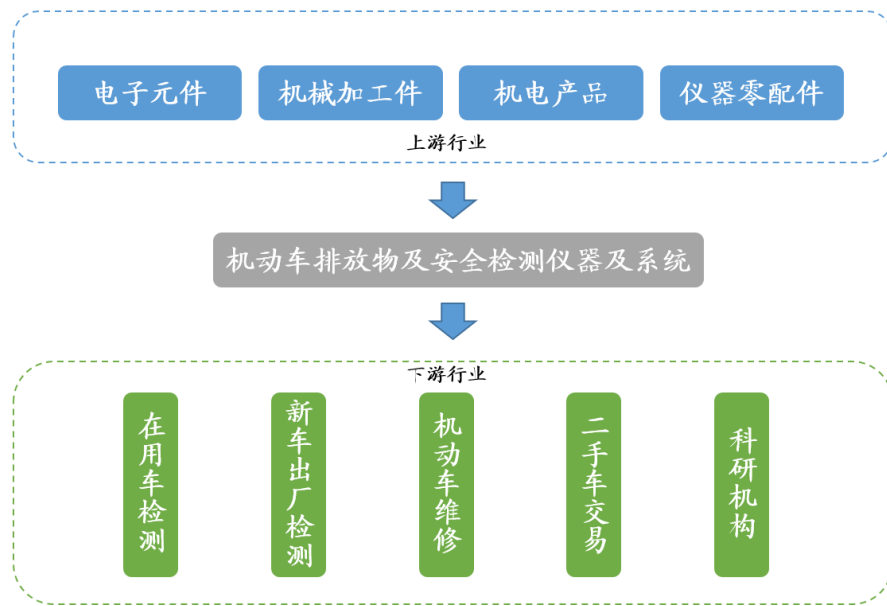 电子元件
机械加工件
机电产品
仪器零配件
上游行业
机动车排放物及安全检测仪器及系统
下游行业
在用车检测
新车出厂检测
机动车维修
二手车交易
科研机构